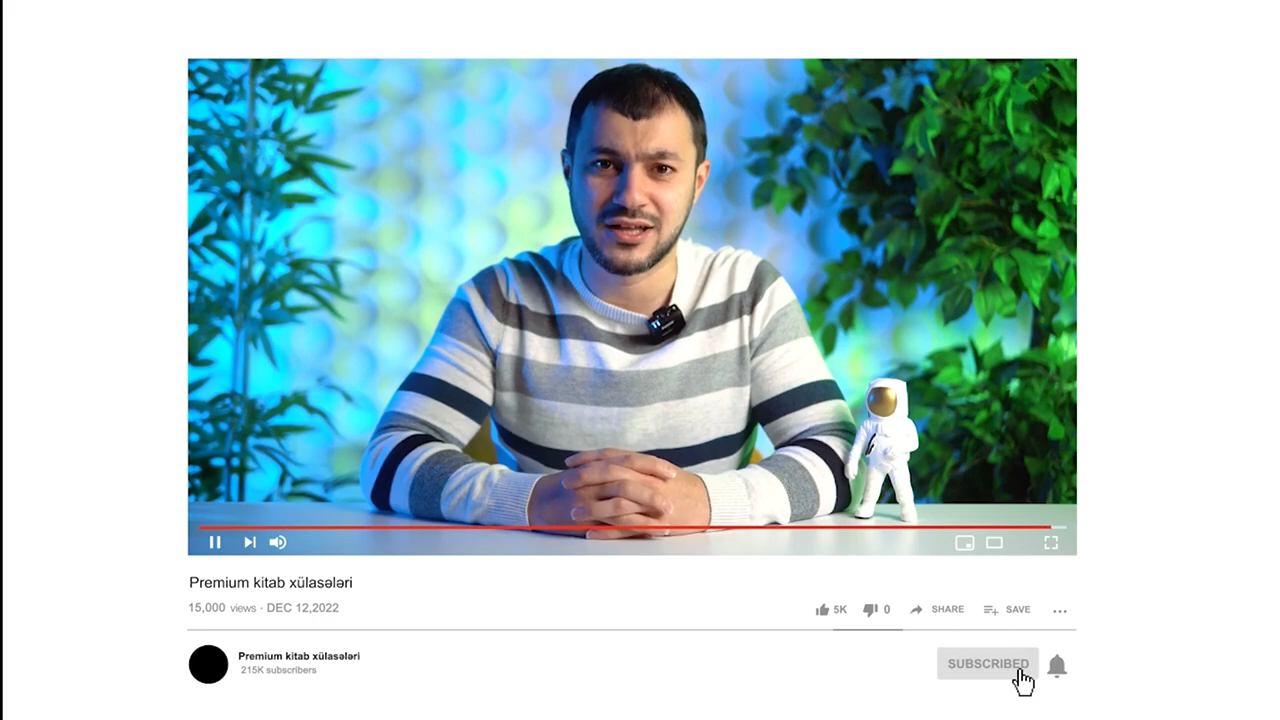 Premium kitab xülasələri
15,000 views · DEC 12,2022
5K 0 SHARE SAVE ...
Premium kitab xülasələri
215K subscribers
SUBSCRIBED